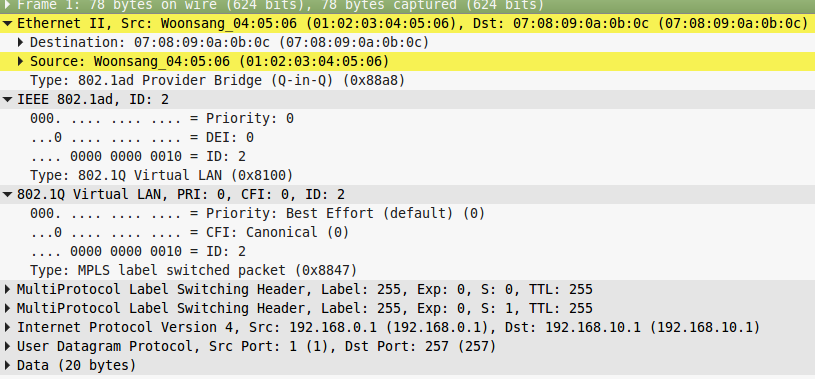 Frame 1: 78 bytes on wire (624 bits), 78 bytes captured (624 bits)
Ethernet II, Src: Woonsang_04:05:06 (01:02:03:04:05:06), Dst: 07:08:09:0a:0b:0c (07:08:09:0a:0b:0c)
Destination: 07:08:09:0a:0b:0c (07:08:09:0a:0b:0c)
Source: Woonsang_04:05:06 (01:02:03:04:05:06)
Type: 802.1ad Provider Bridge (Q-in-Q) (0x88a8)
IEEE 802.1ad, ID: 2
000. .... .... .... = Priority: 0
...0 .... .... .... = DEI: 0
.... 0000 0000 0010 = ID: 2
Type: 802.1Q Virtual LAN (0x8100)
802.1Q Virtual LAN, PRI: 0, CFI: 0, ID: 2
000. .... .... .... = Priority: Best Effort (default) (0)
...0 .... .... .... = CFI: Canonical (0)
.... 0000 0000 0010 = ID: 2
Type: MPLS label switched packet (0x8847)
MultiProtocol Label Switching Header, Label: 255, Exp: 0, S: 0, TTL: 255
MultiProtocol Label Switching Header, Label: 255, Exp: 0, S: 1, TTL: 255
Internet Protocol Version 4, Src: 192.168.0.1 (192.168.0.1), Dst: 192.168.10.1 (192.168.10.1)
User Datagram Protocol, Src Port: 1 (1), Dst Port: 257 (257)
Data (20 bytes)